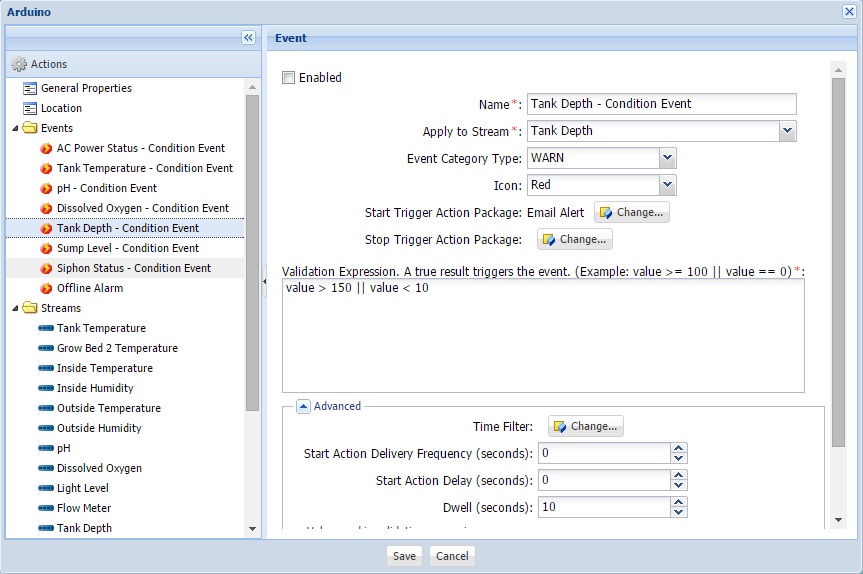 Arduino
Actions
General Properties
Location
Events
AC Power Status - Condition Event
Tank Temperature - Condition Event
pH - Condition Event
Dissolved Oxygen - Condition Event
Tank Depth - Condition Event
Sump Level - Condition Event
Siphon Status - Condition Event
Offline Alarm
Streams
Tank Temperature
Grow Bed 2 Temperature
Inside Temperature
Inside Humidity
Outside Temperature
Outside Humidity
pH
Dissolved Oxygen
Light Level
Flow Meter
Tank Depth
Event
Enabled
Name*: Tank Depth - Condition Event
Apply to Stream*: Tank Depth
Event Category Type: WARN
Icon: Red
Start Trigger Action Package: Email Alert Change...
Stop Trigger Action Package: Change...
Validation Expression. A true result triggers the event. (Example: value >= 100 || value == 0)*:
value > 150 || value < 10
Advanced
Time Filter: Change...
Start Action Delivery Frequency (seconds): 0
Start Action Delay (seconds): 0
Dwell (seconds): 10
Save Cancel